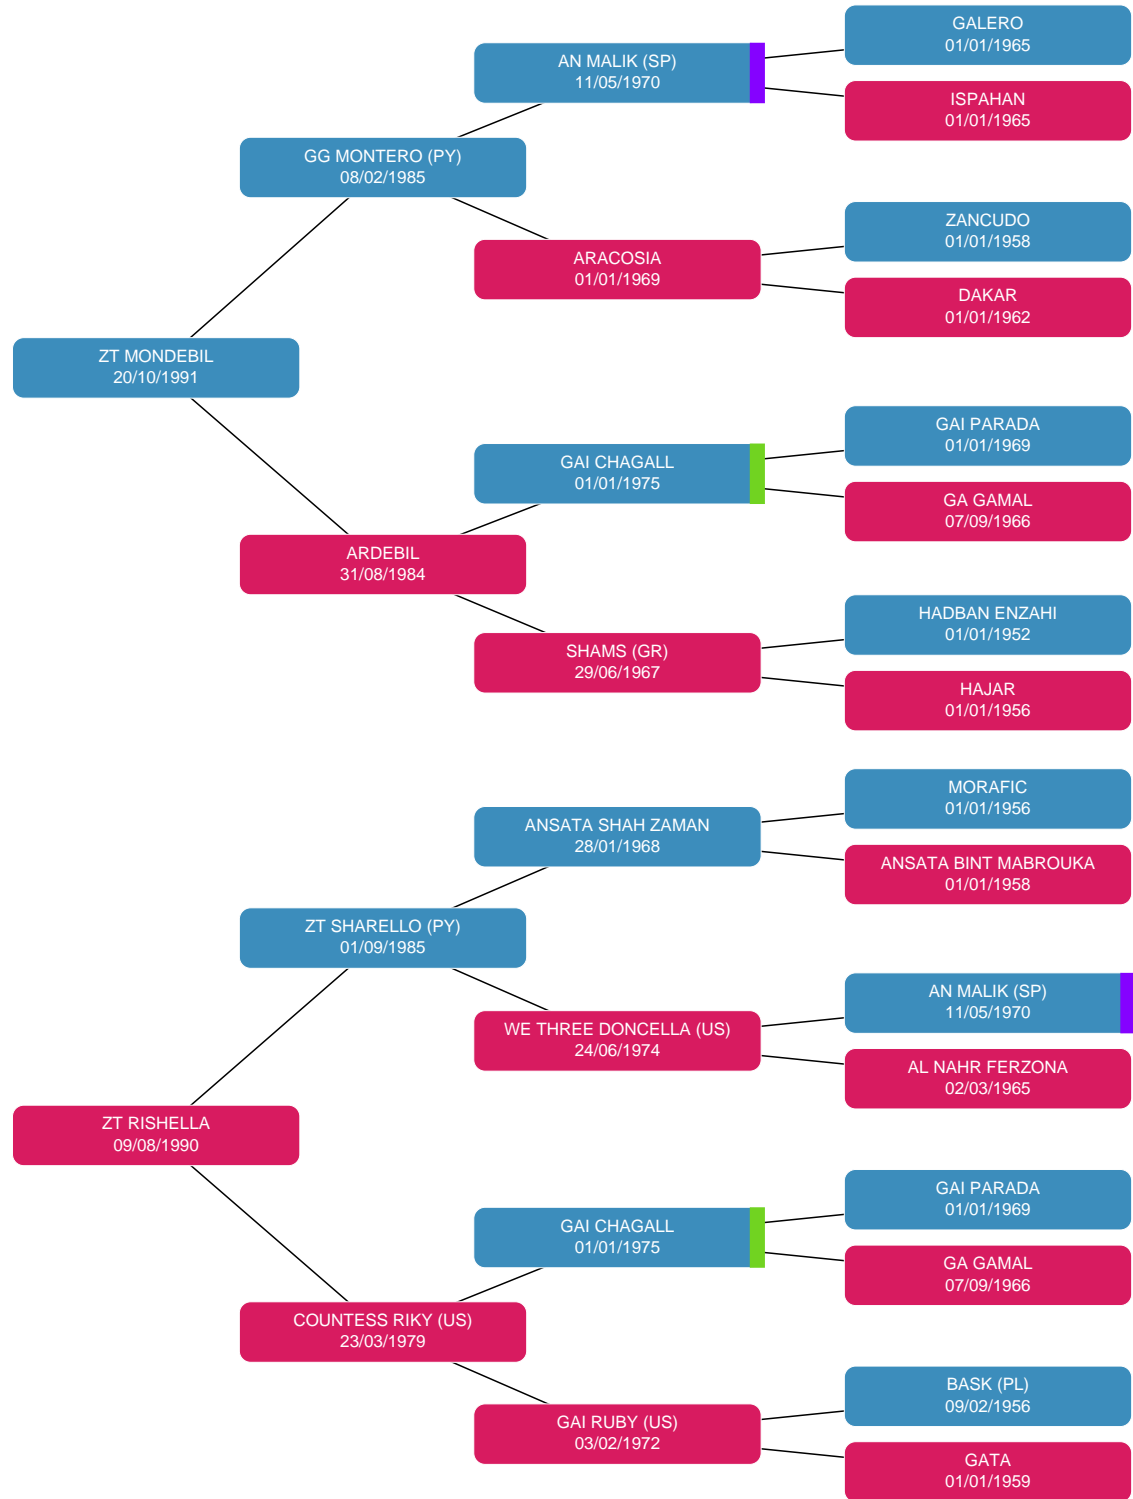 GALERO
01/01/1965
AN MALIK (SP)
11/05/1970
ISPAHAN
01/01/1965
GG MONTERO (PY)
08/02/1985
ZANCUDO
01/01/1958
ARACOSIA
01/01/1969
DAKAR
01/01/1962
ZT MONDEBIL
20/10/1991
GAI PARADA
01/01/1969
GAI CHAGALL
01/01/1975
GA GAMAL
07/09/1966
ARDEBIL
31/08/1984
HADBAN ENZAHI
01/01/1952
SHAMS (GR)
29/06/1967
HAJAR
01/01/1956
MORAFIC
01/01/1956
ANSATA SHAH ZAMAN
28/01/1968
ANSATA BINT MABROUKA
01/01/1958
ZT SHARELLO (PY)
01/09/1985
AN MALIK (SP)
11/05/1970
WE THREE DONCELLA (US)
24/06/1974
AL NAHR FERZONA
02/03/1965
ZT RISHELLA
09/08/1990
GAI PARADA
01/01/1969
GAI CHAGALL
01/01/1975
GA GAMAL
07/09/1966
COUNTESS RIKY (US)
23/03/1979
BASK (PL)
09/02/1956
GAI RUBY (US)
03/02/1972
GATA
01/01/1959